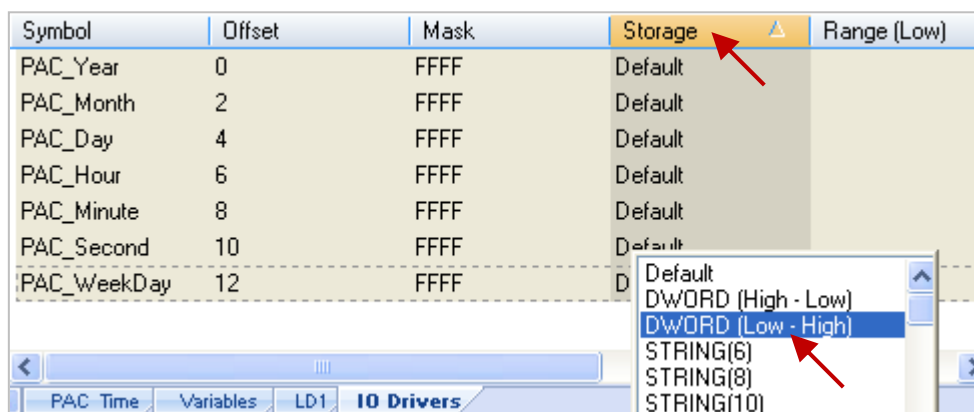 Symbol Offset Mask Storage Range (Low)
PAC_Year 0 FFFF Default
PAC_Month 2 FFFF Default
PAC_Day 4 FFFF Default
PAC_Hour 6 FFFF Default
PAC_Minute 8 FFFF Default
PAC_Second 10 FFFF Default
PAC_WeekDay 12 FFFF D
Default
DWORD (High - Low)
DWORD (Low - High)
STRING(6)
STRING(8)
STRING(10)
PAC_Time Variables LD1 IO Drivers